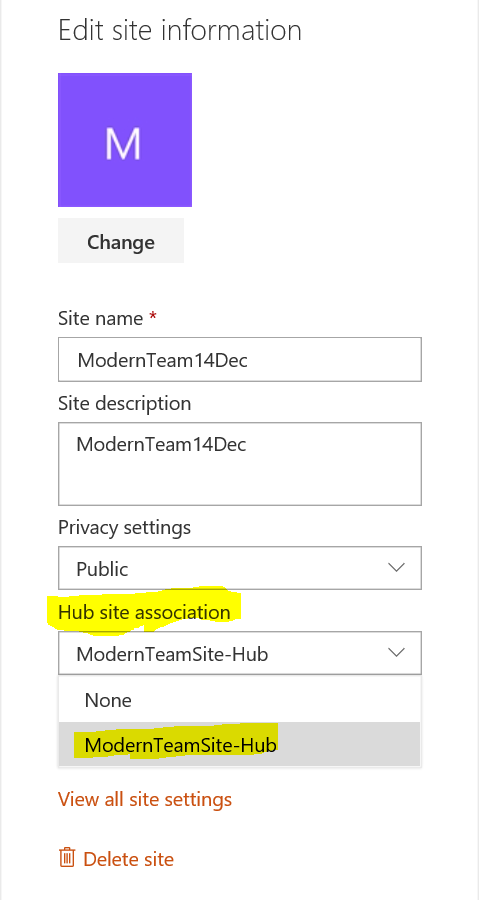 Edit site information
M
Change
Site name *
ModernTeam14Dec
Site description
ModernTeam14Dec
Privacy settings
Public
Hub site association
ModernTeamSite-Hub
None
ModernTeamSite-Hub
View all site settings
Delete site